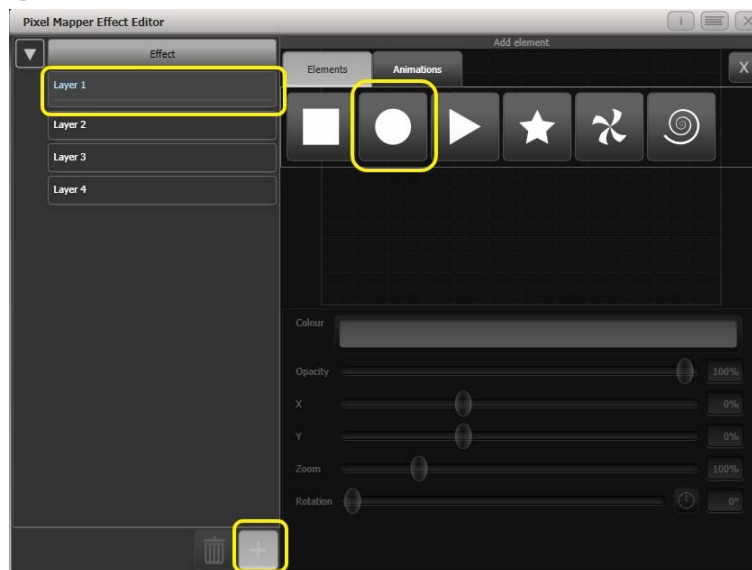 Pixel Mapper Effect Editor
Effect
Layer 1
Layer 2
Layer 3
Layer 4
Add element
Elements Animations
X
Colour
Opacity 100%
X 0%
Y 0%
Zoom 100%
Rotation 0°